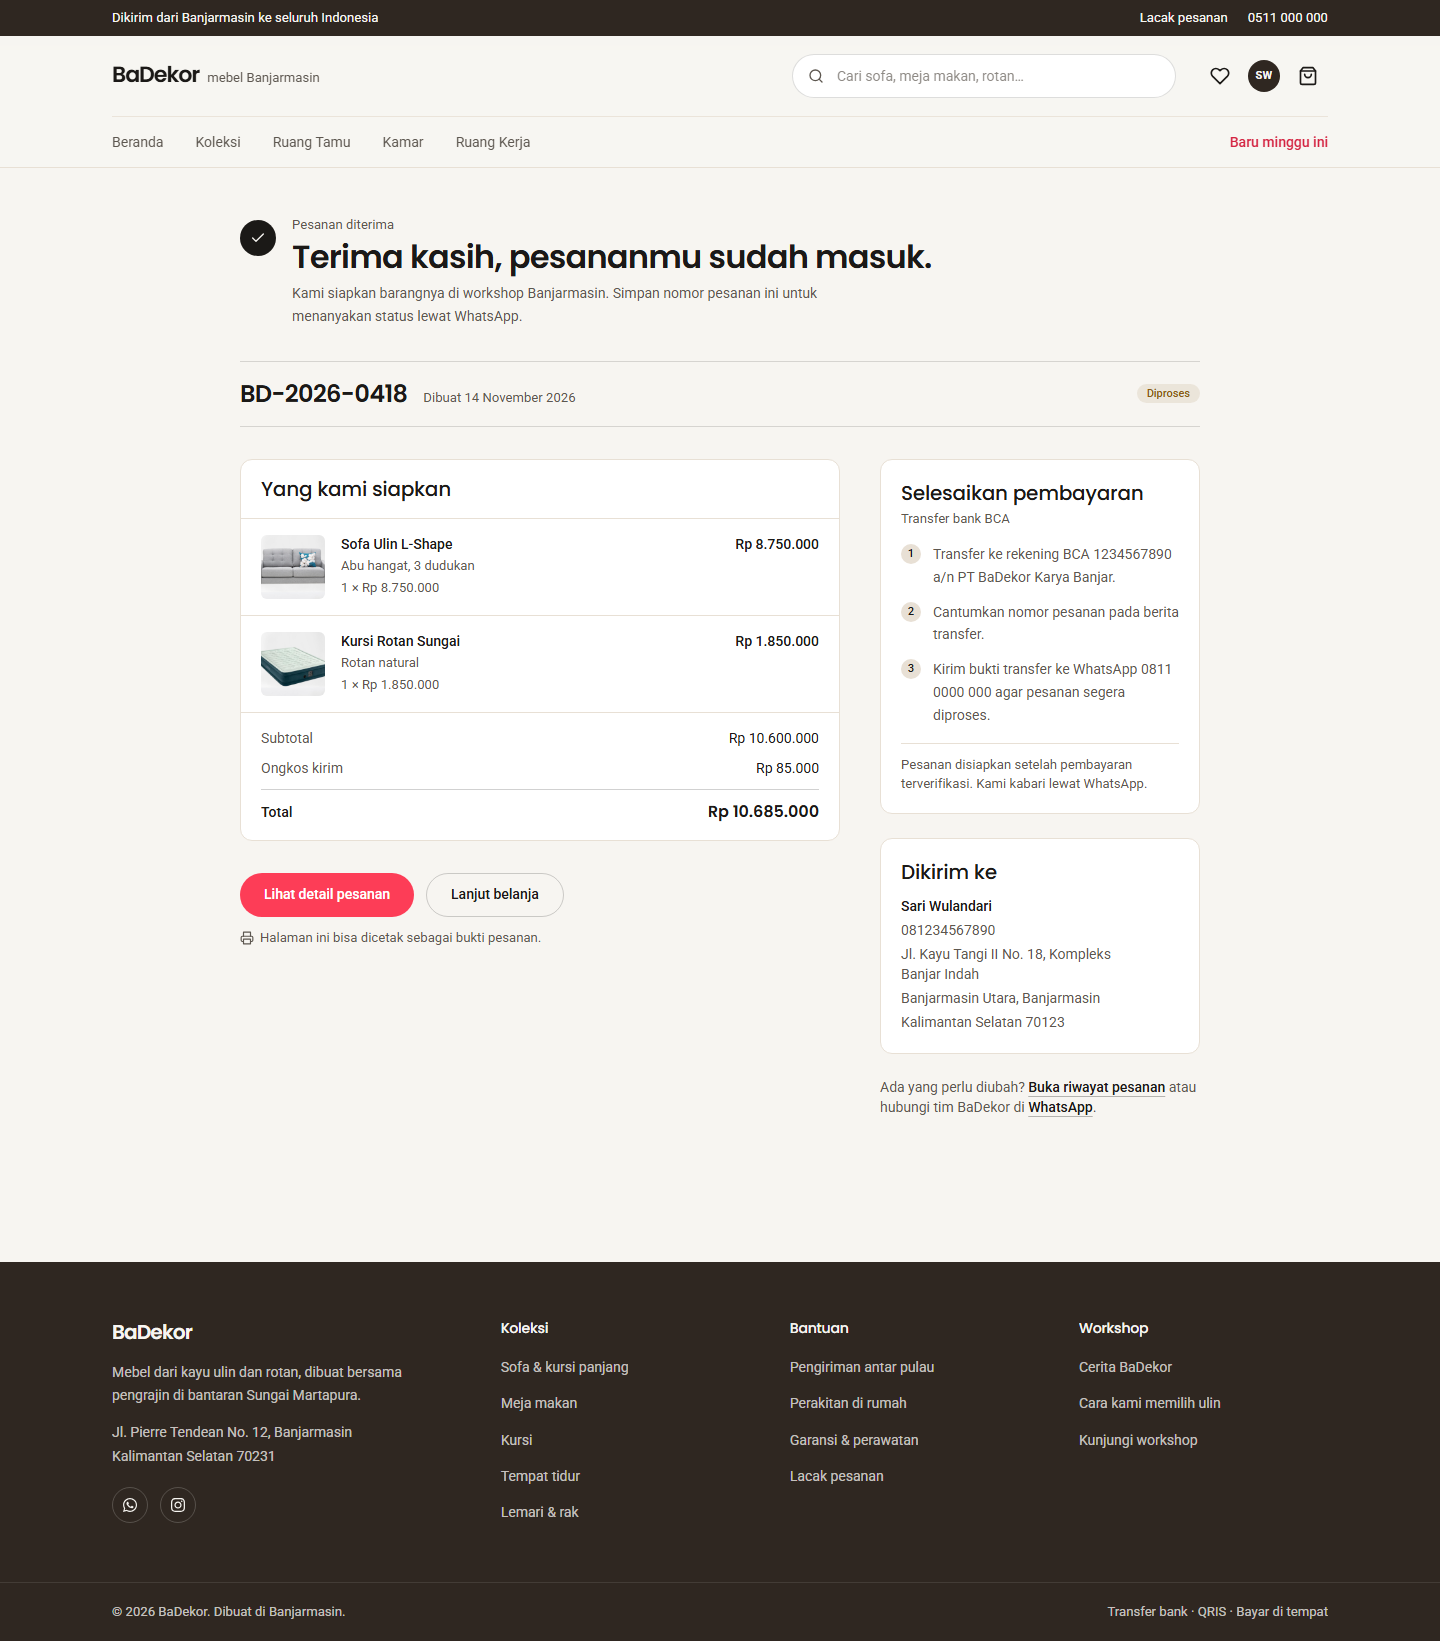 Dikirim dari Banjarmasin ke seluruh Indonesia
Lacak pesanan
0511 000 000
BaDekor mebel Banjarmasin
Cari sofa, meja makan, rotan...
SW
Beranda
Koleksi
Ruang Tamu
Kamar
Ruang Kerja
Baru minggu ini
Pesanan diterima
Terima kasih, pesananmu sudah masuk.
Kami siapkan barangnya di workshop Banjarmasin. Simpan nomor pesanan ini untuk
menanyakan status lewat WhatsApp.
BD-2026-0418
Dibuat 14 November 2026
Diproses
Yang kami siapkan
Sofa Ulin L-Shape
Rp 8.750.000
Abu hangat, 3 dudukan
1 × Rp 8.750.000
Kursi Rotan Sungai
Rp 1.850.000
Rotan natural
1 × Rp 1.850.000
Subtotal
Rp 10.600.000
Ongkos kirim
Rp 85.000
Total
Rp 10.685.000
Lihat detail pesanan
Lanjut belanja
Halaman ini bisa dicetak sebagai bukti pesanan.
Selesaikan pembayaran
Transfer bank BCA
1 Transfer ke rekening BCA 1234567890
a/n PT BaDekor Karya Banjar.
2 Cantumkan nomor pesanan pada berita
transfer.
3 Kirim bukti transfer ke WhatsApp 0811
0000 000 agar pesanan segera
diproses.
Pesanan disiapkan setelah pembayaran
terverifikasi. Kami kabari lewat WhatsApp.
Dikirim ke
Sari Wulandari
081234567890
Jl. Kayu Tangi II No. 18, Kompleks
Banjar Indah
Banjarmasin Utara, Banjarmasin
Kalimantan Selatan 70123
Ada yang perlu diubah? Buka riwayat pesanan atau
hubungi tim BaDekor di WhatsApp.
BaDekor
Mebel dari kayu ulin dan rotan, dibuat bersama
pengrajin di bantaran Sungai Martapura.
Jl. Pierre Tendean No. 12, Banjarmasin
Kalimantan Selatan 70231
Koleksi
Sofa & kursi panjang
Meja makan
Kursi
Tempat tidur
Lemari & rak
Bantuan
Pengiriman antar pulau
Perakitan di rumah
Garansi & perawatan
Lacak pesanan
Workshop
Cerita BaDekor
Cara kami memilih ulin
Kunjungi workshop
© 2026 BaDekor. Dibuat di Banjarmasin.
Transfer bank · QRIS · Bayar di tempat